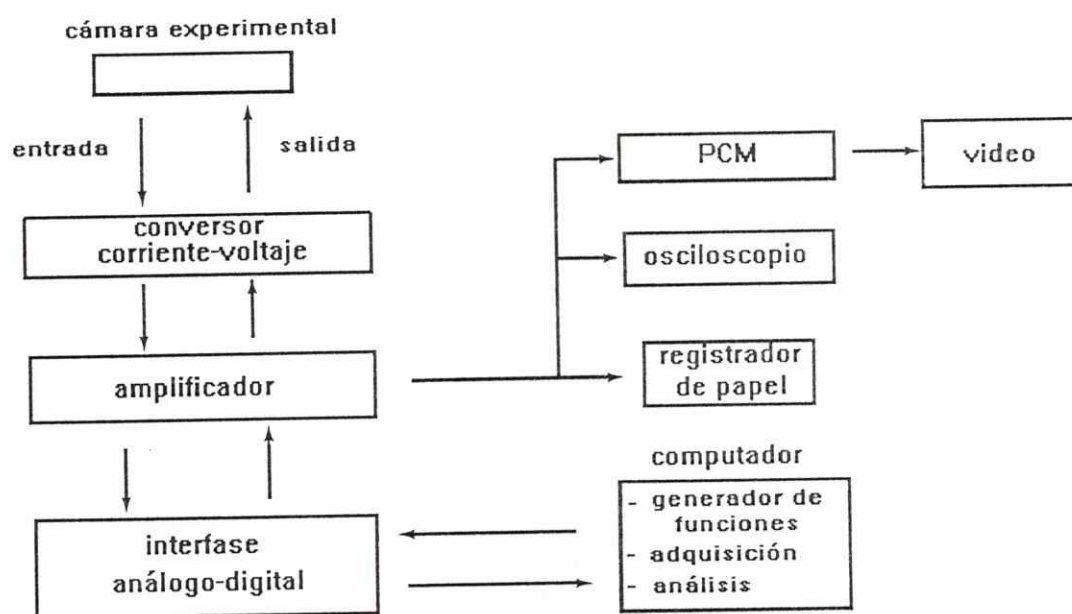 cámara experimental
entrada
salida
conversor
corriente-voltaje
amplificador
interfase
análogo-digital
PCM
video
osciloscopio
registrador
de papel
computador
- generador de
funciones
- adquisición
- análisis